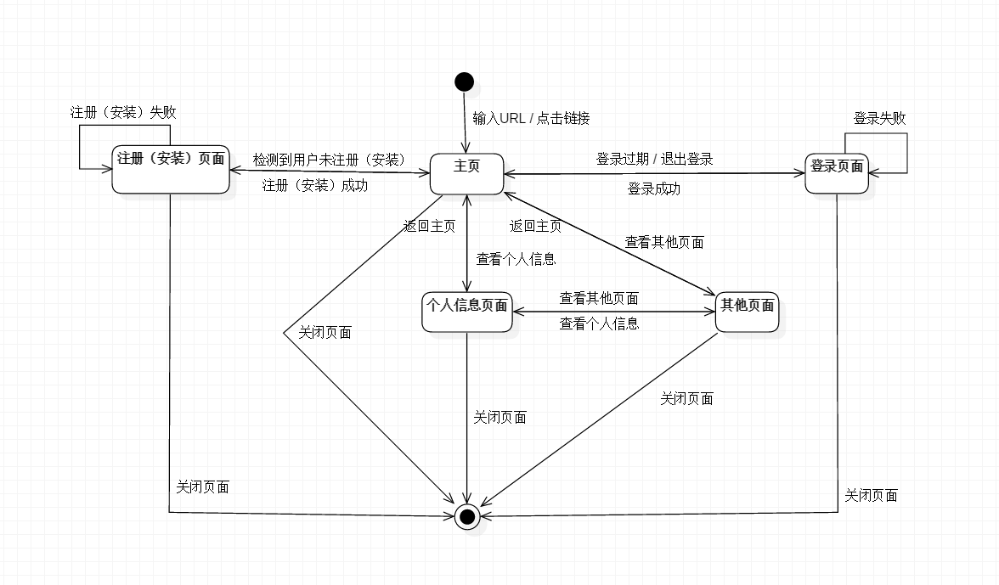 注册（安装）失败
输入URL / 点击链接
登录失败
注册（安装）页面
检测到用户未注册（安装）
主页
登录过期 / 退出登录
登录页面
注册（安装）成功
登录成功
返回主页
返回主页
查看其他页面
查看个人信息
个人信息页面
查看其他页面
其他页面
查看个人信息
关闭页面
关闭页面
关闭页面
关闭页面
关闭页面